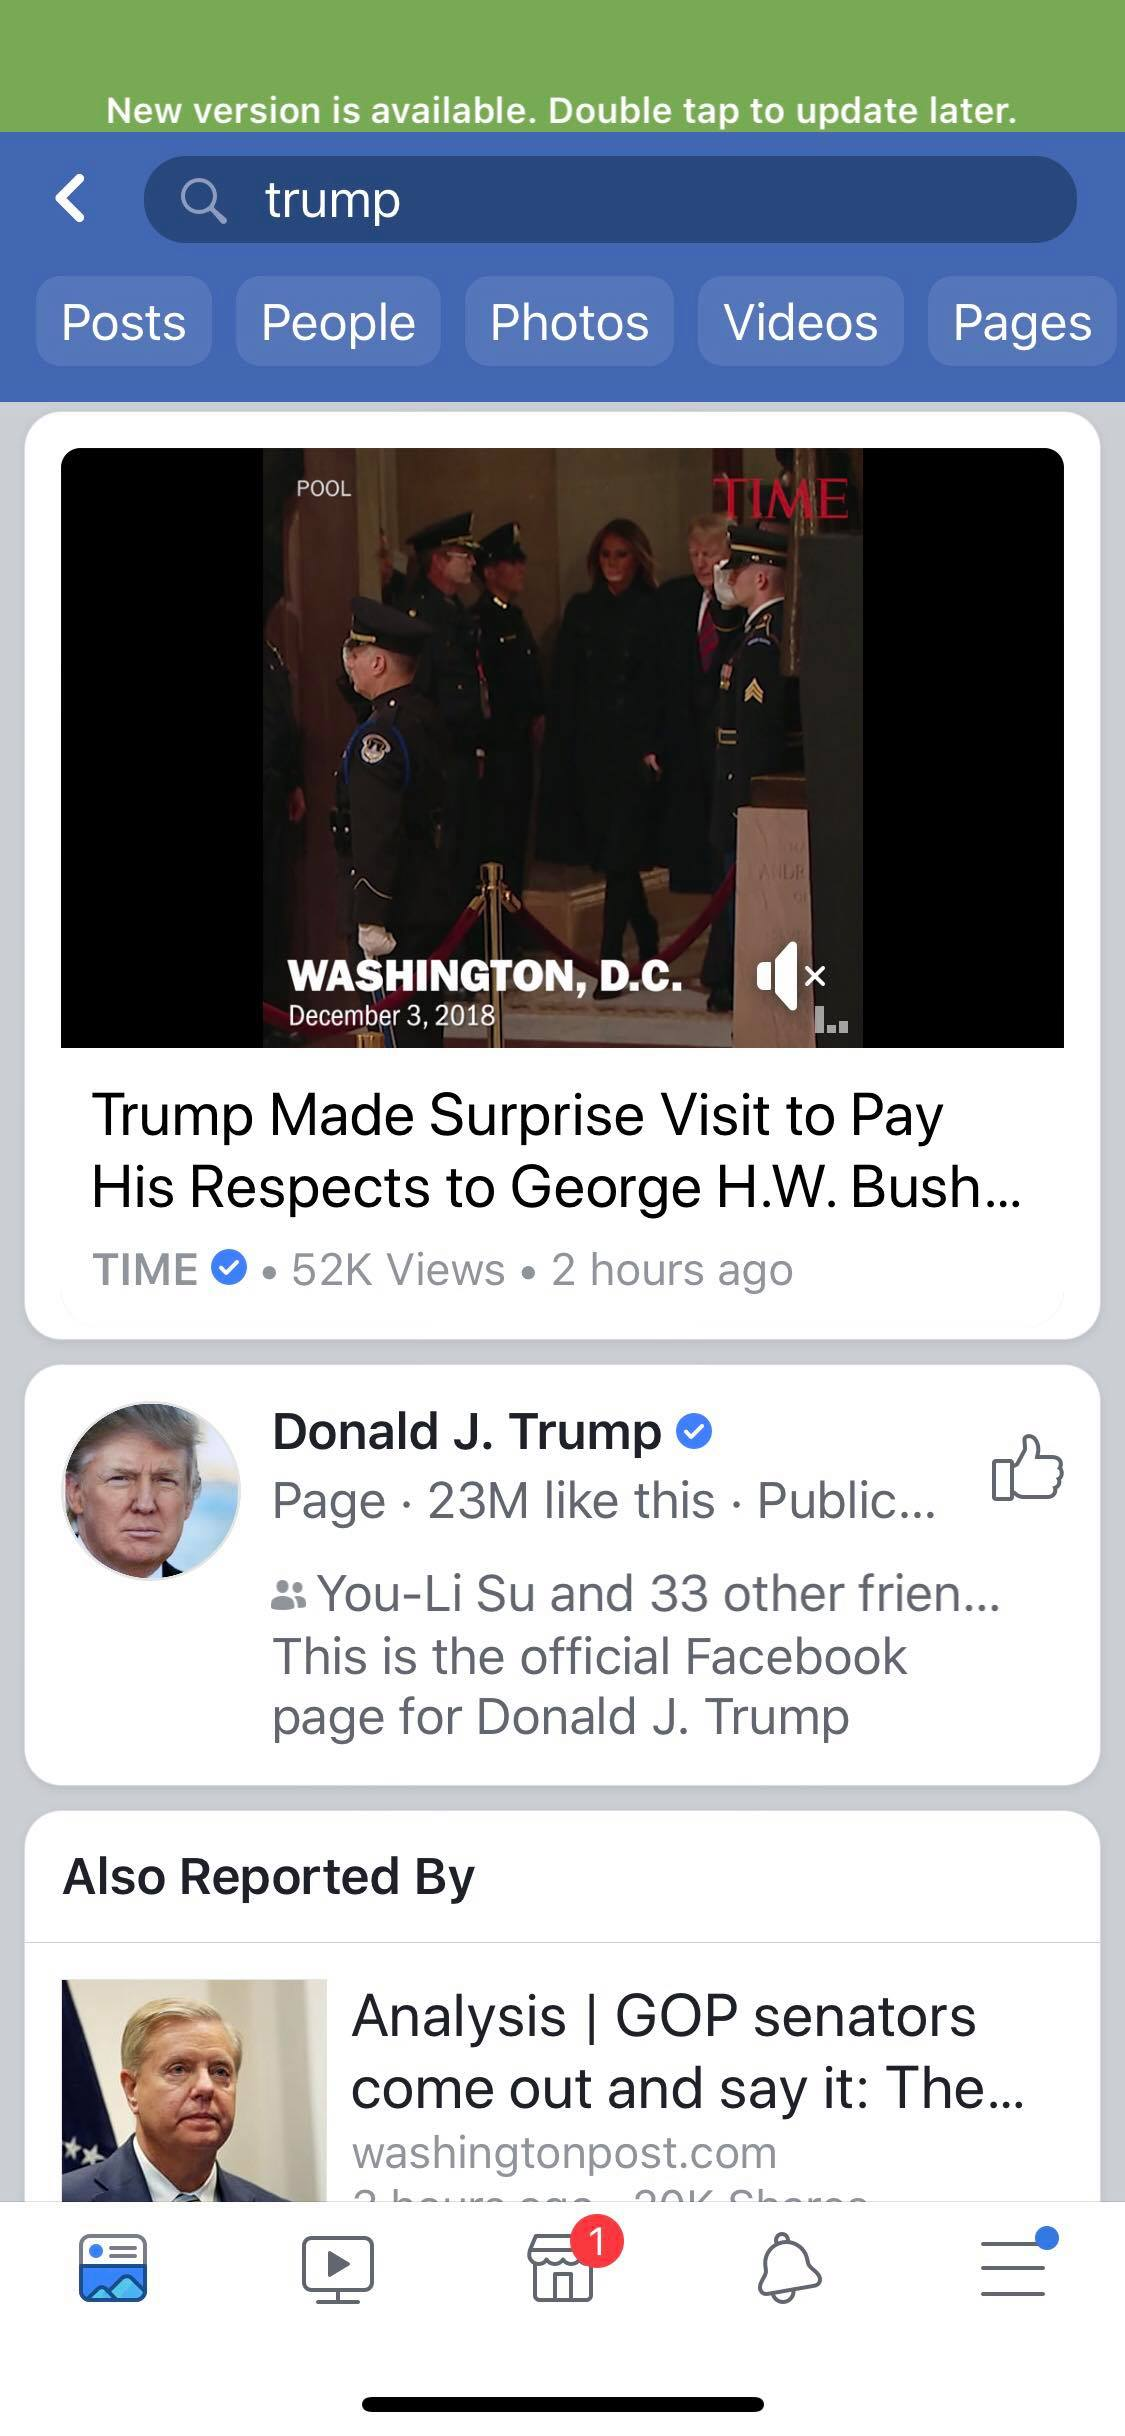 New version is available. Double tap to update later.
trump
Posts People Photos Videos Pages
POOL
TIME
WASHINGTON, D.C.
December 3, 2018
Trump Made Surprise Visit to Pay
His Respects to George H.W. Bush...
TIME • 52K Views • 2 hours ago
Donald J. Trump
Page · 23M like this · Public...
You-Li Su and 33 other frien...
This is the official Facebook
page for Donald J. Trump
Also Reported By
Analysis | GOP senators
come out and say it: The...
washingtonpost.com
1